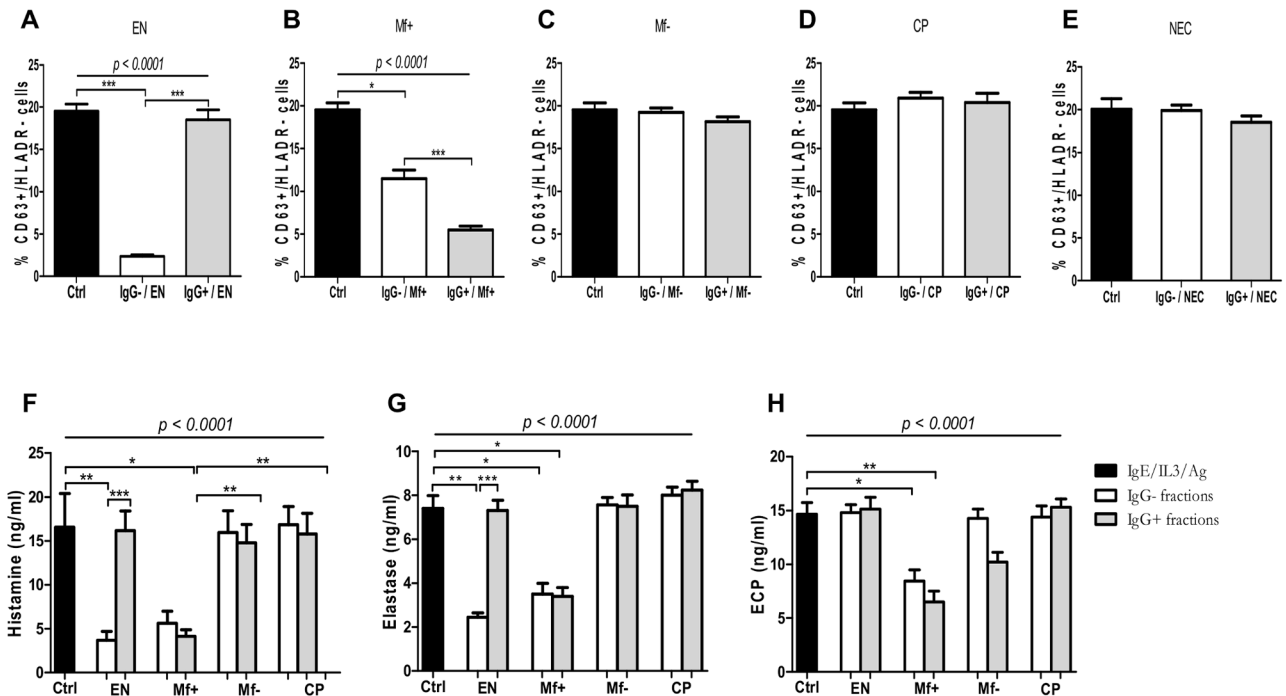 A
EN
p < 0.0001
***
***
% CD63+/HLADR- cells
25
20
15
10
5
0
Ctrl
IgG- / EN
IgG+ / EN
B
Mf+
p < 0.0001
*
***
% CD63+/HLADR- cells
25
20
15
10
5
0
Ctrl
IgG- / Mf+
IgG+ / Mf+
C
Mf-
% CD63+/HLADR- cells
25
20
15
10
5
0
Ctrl
IgG- / Mf-
IgG+ / Mf-
D
CP
% CD63+/HLADR- cells
25
20
15
10
5
0
Ctrl
IgG- / CP
IgG+ / CP
E
NEC
% CD63+/HLADR- cells
25
20
15
10
5
0
Ctrl
IgG- / NEC
IgG+ / NEC
F
p < 0.0001
*
**
**
***
**
Histamine (ng/ml)
25
20
15
10
5
0
Ctrl
EN
Mf+
Mf-
CP
G
p < 0.0001
*
*
**
***
Elastase (ng/ml)
10
8
6
4
2
0
Ctrl
EN
Mf+
Mf-
CP
H
p < 0.0001
**
*
ECP (ng/ml)
20
15
10
5
0
Ctrl
EN
Mf+
Mf-
CP
IgE/IL3/Ag
IgG- fractions
IgG+ fractions